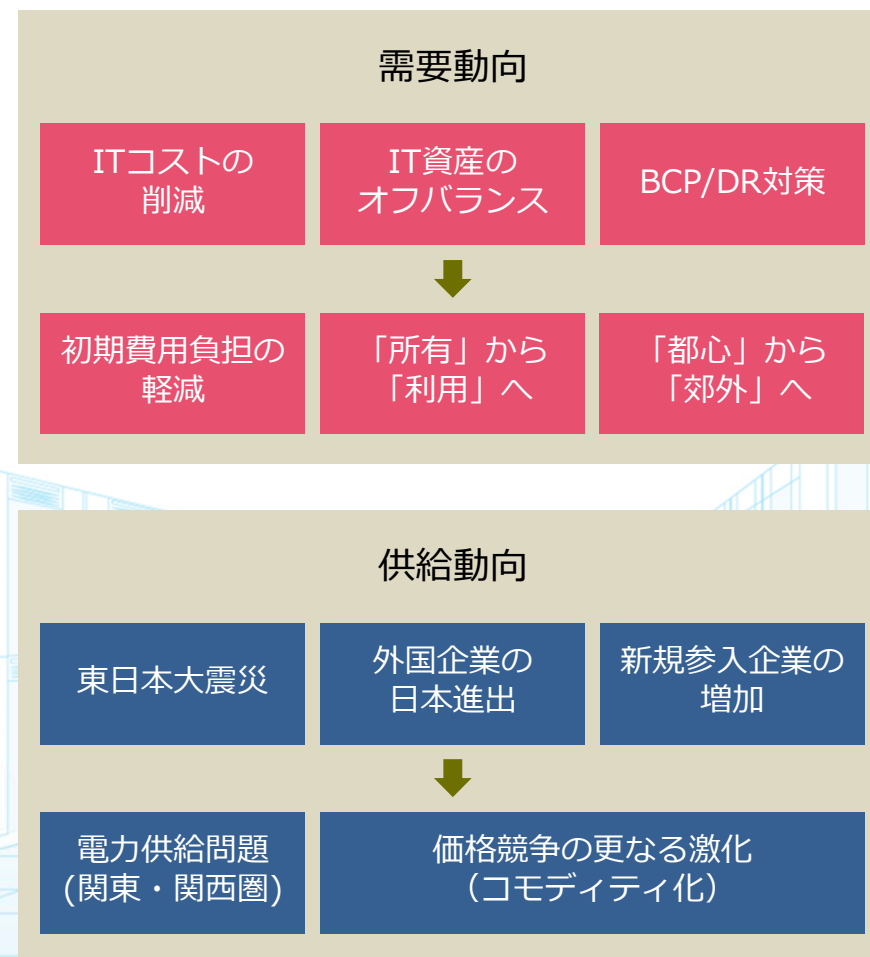 需要動向
ITコストの
削減
IT資産の
オフバランス
BCP/DR対策
初期費用負担の
軽減
「所有」から
「利用」へ
「都心」から
「郊外」へ
供給動向
東日本大震災
外国企業の
日本進出
新規参入企業の
増加
電力供給問題
(関東・関西圏)
価格競争の更なる激化
（コモディティ化）